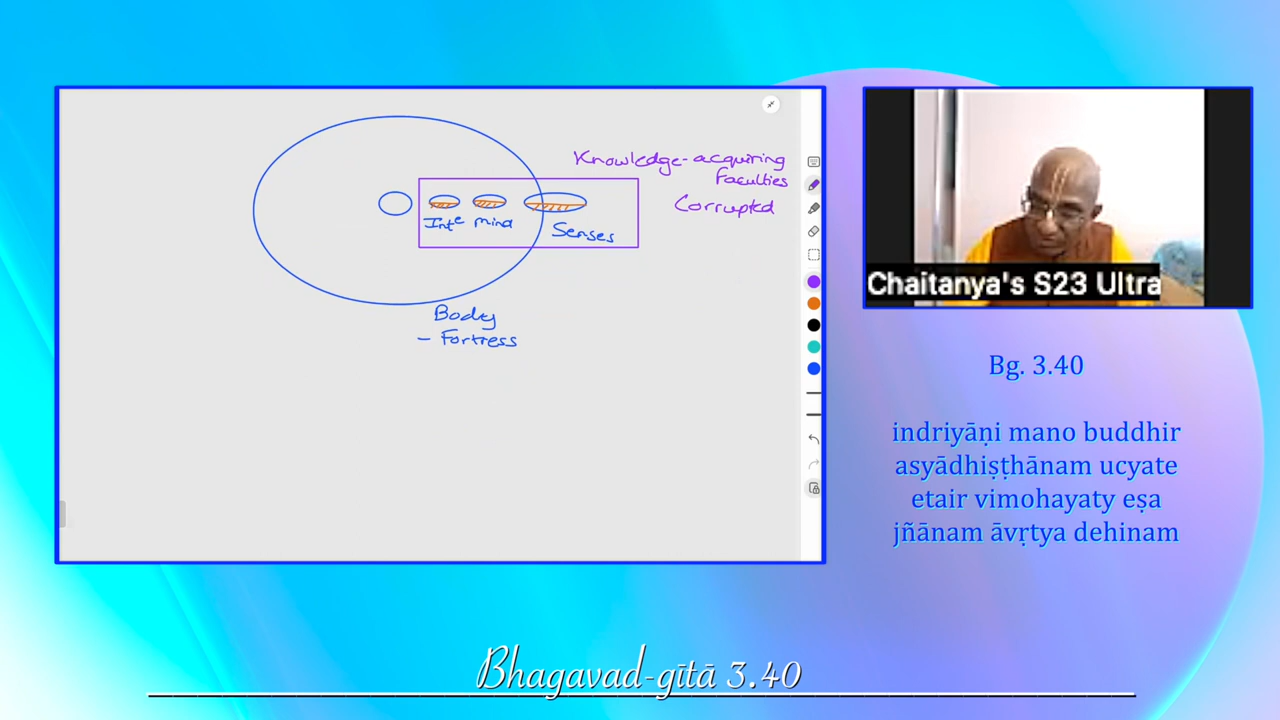 Knowledge-acquiring
Faculties
Corrupted
Int^e mind
Senses
Body
- Fortress
Chaitanya's S23 Ultra
Bg. 3.40
indriyāṇi mano buddhir
asyādhiṣṭhānam ucyate
etair vimohayaty eṣa
jñānam āvṛtya dehinam
Bhagavad-gītā 3.40